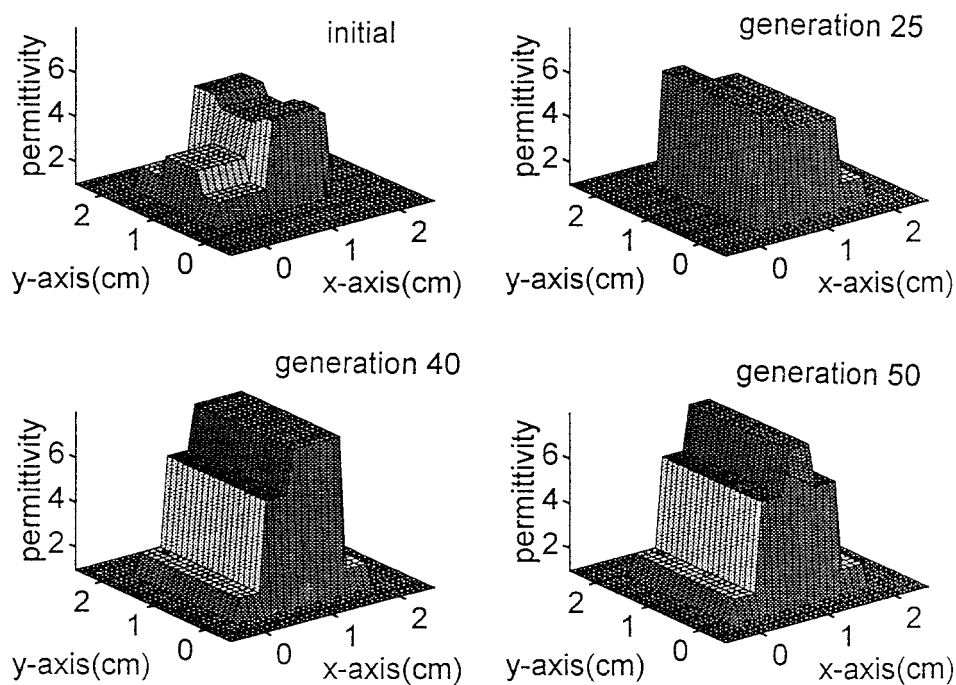 initial
permittivity
6
4
2
2
1
0
0
1
2
y-axis(cm)
x-axis(cm)
generation 25
permittivity
6
4
2
2
1
0
0
1
2
y-axis(cm)
x-axis(cm)
generation 40
permittivity
6
4
2
2
1
0
0
1
2
y-axis(cm)
x-axis(cm)
generation 50
permittivity
6
4
2
2
1
0
0
1
2
y-axis(cm)
x-axis(cm)